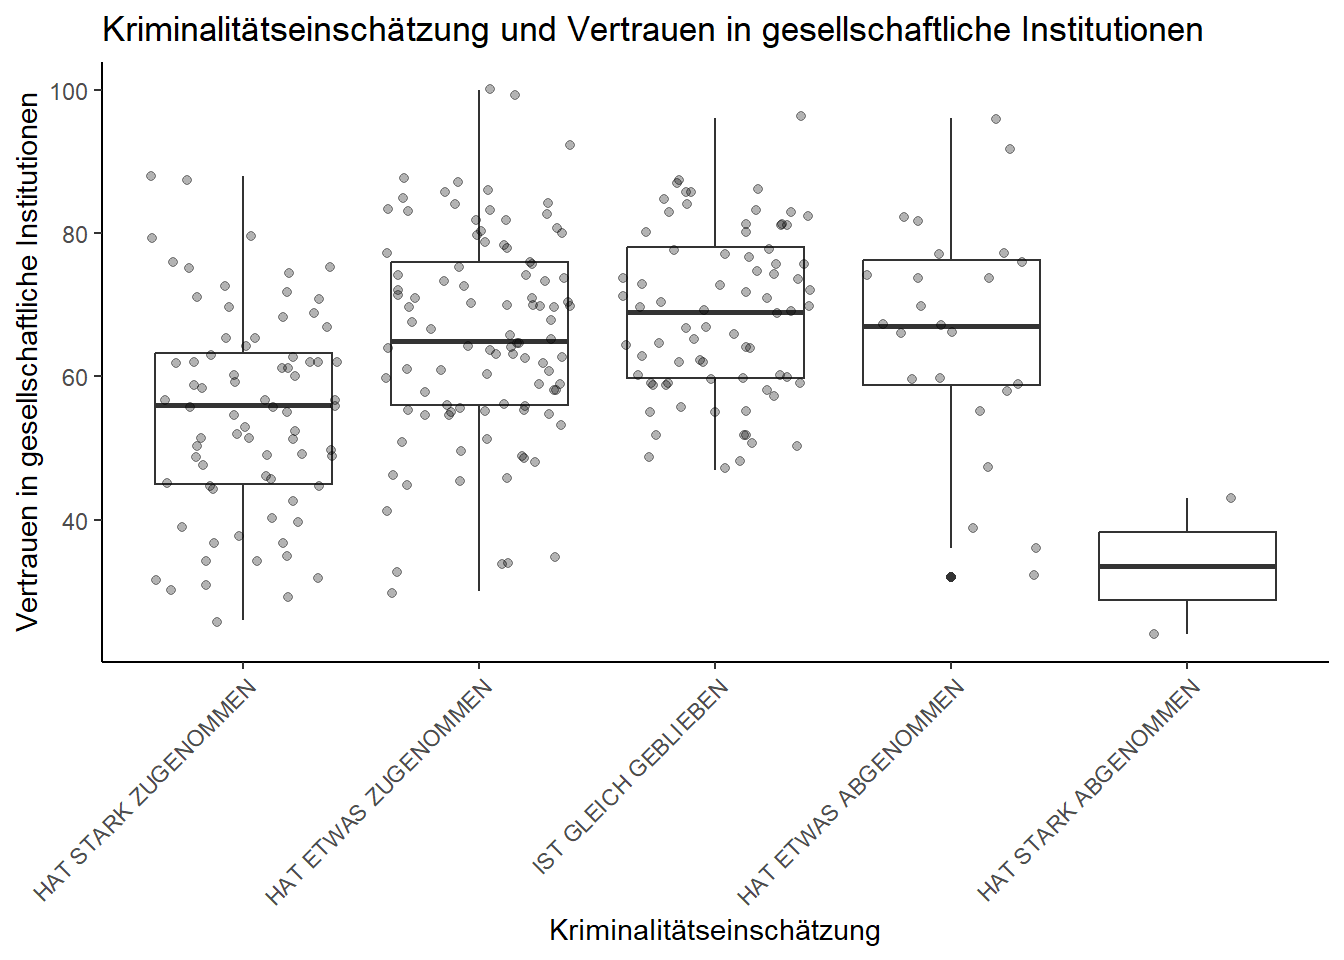 Kriminalitätseinschätzung und Vertrauen in gesellschaftliche Institutionen
Vertrauen in gesellschaftliche Institutionen
100
80
60
40
HAT STARK ZUGENOMMEN
HAT ETWAS ZUGENOMMEN
IST GLEICH GEBLIEBEN
HAT ETWAS ABGENOMMEN
HAT STARK ABGENOMMEN
Kriminalitätseinschätzung